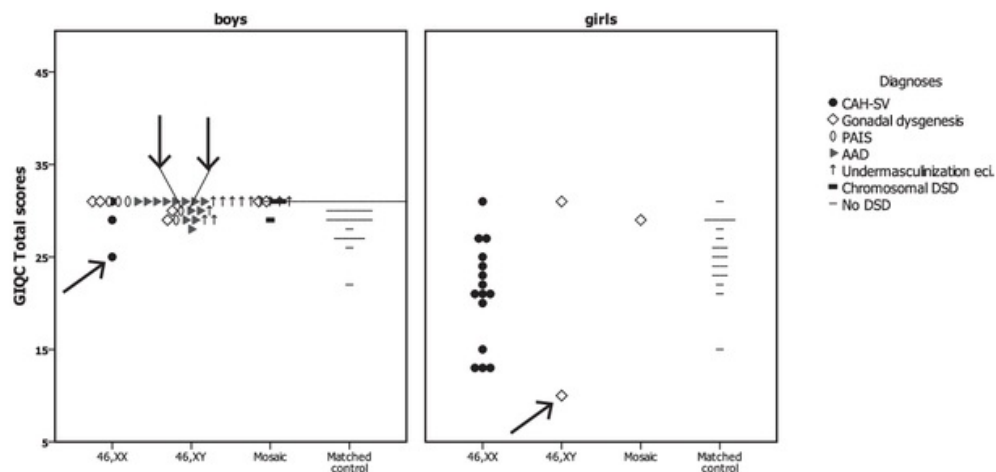 boys
girls
GIQC Total scores
45
35
25
15
5
46,XX
46,XY
Mosaic
Matched
control
46,XX
46,XY
Mosaic
Matched
control
Diagnoses
CAH-SV
Gonadal dysgenesis
PAIS
AAD
Undermasculinization eci.
Chromosomal DSD
No DSD